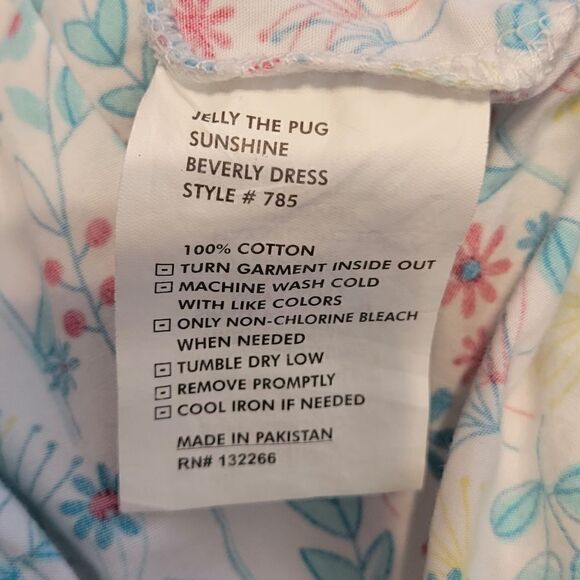 JELLY THE PUG
SUNSHINE
BEVERLY DRESS
STYLE # 785
100% COTTON
TURN GARMENT INSIDE OUT
MACHINE WASH COLD
WITH LIKE COLORS
ONLY NON-CHLORINE BLEACH
WHEN NEEDED
TUMBLE DRY LOW
REMOVE PROMPTLY
COOL IRON IF NEEDED
MADE IN PAKISTAN
RN# 132266